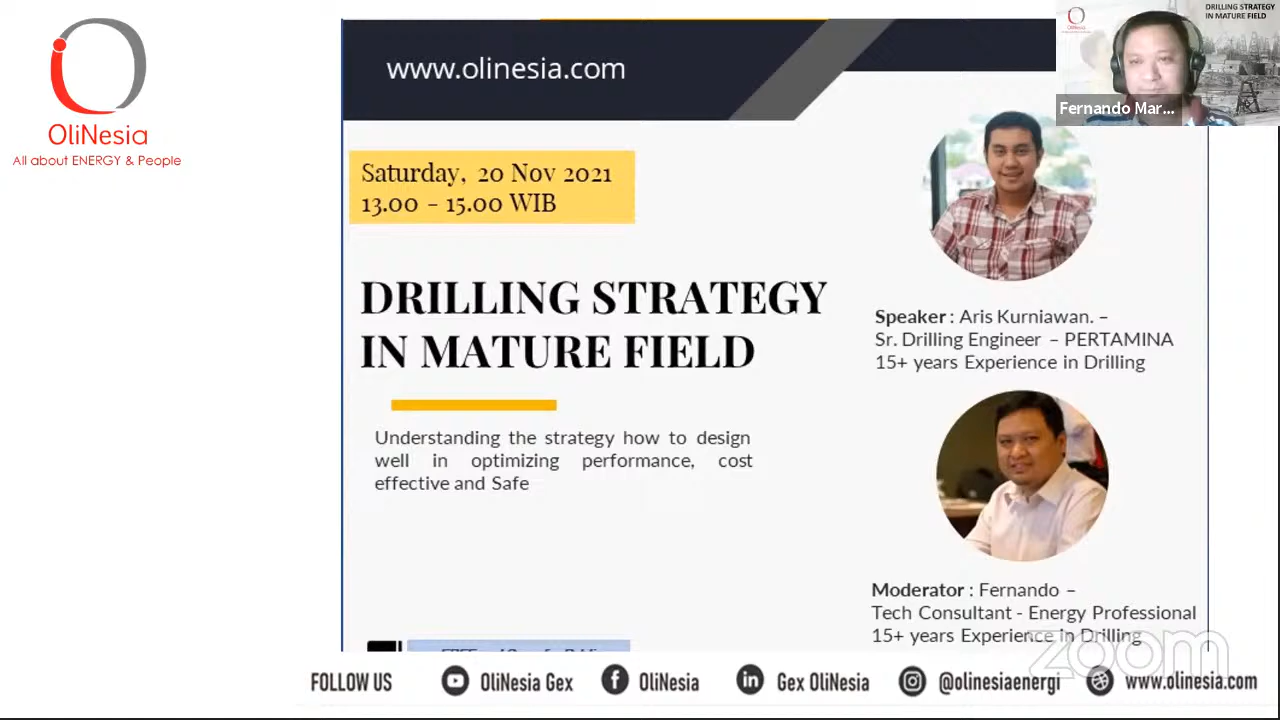 OliNesia
All about ENERGY & People
www.olinesia.com
Saturday, 20 Nov 2021
13.00 - 15.00 WIB
DRILLING STRATEGY
IN MATURE FIELD
Understanding the strategy how to design
well in optimizing performance, cost
effective and Safe
DRILLING STRATEGY
IN MATURE FIELD
Fernando Mar...
Speaker : Aris Kurniawan. –
Sr. Drilling Engineer – PERTAMINA
15+ years Experience in Drilling
Moderator : Fernando –
Tech Consultant - Energy Professional
15+ years Experience in Drilling
zoom
FOLLOW US
OliNesia Gex
OliNesia
Gex OliNesia
@olinesiaenergi
www.olinesia.com